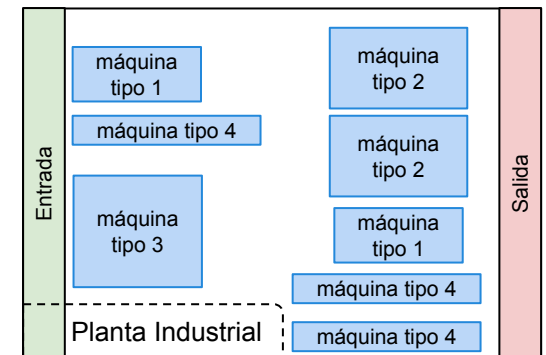 Entrada
máquina
tipo 1
máquina tipo 4
máquina
tipo 3
Planta Industrial
máquina
tipo 2
máquina
tipo 2
máquina
tipo 1
máquina tipo 4
máquina tipo 4
Salida